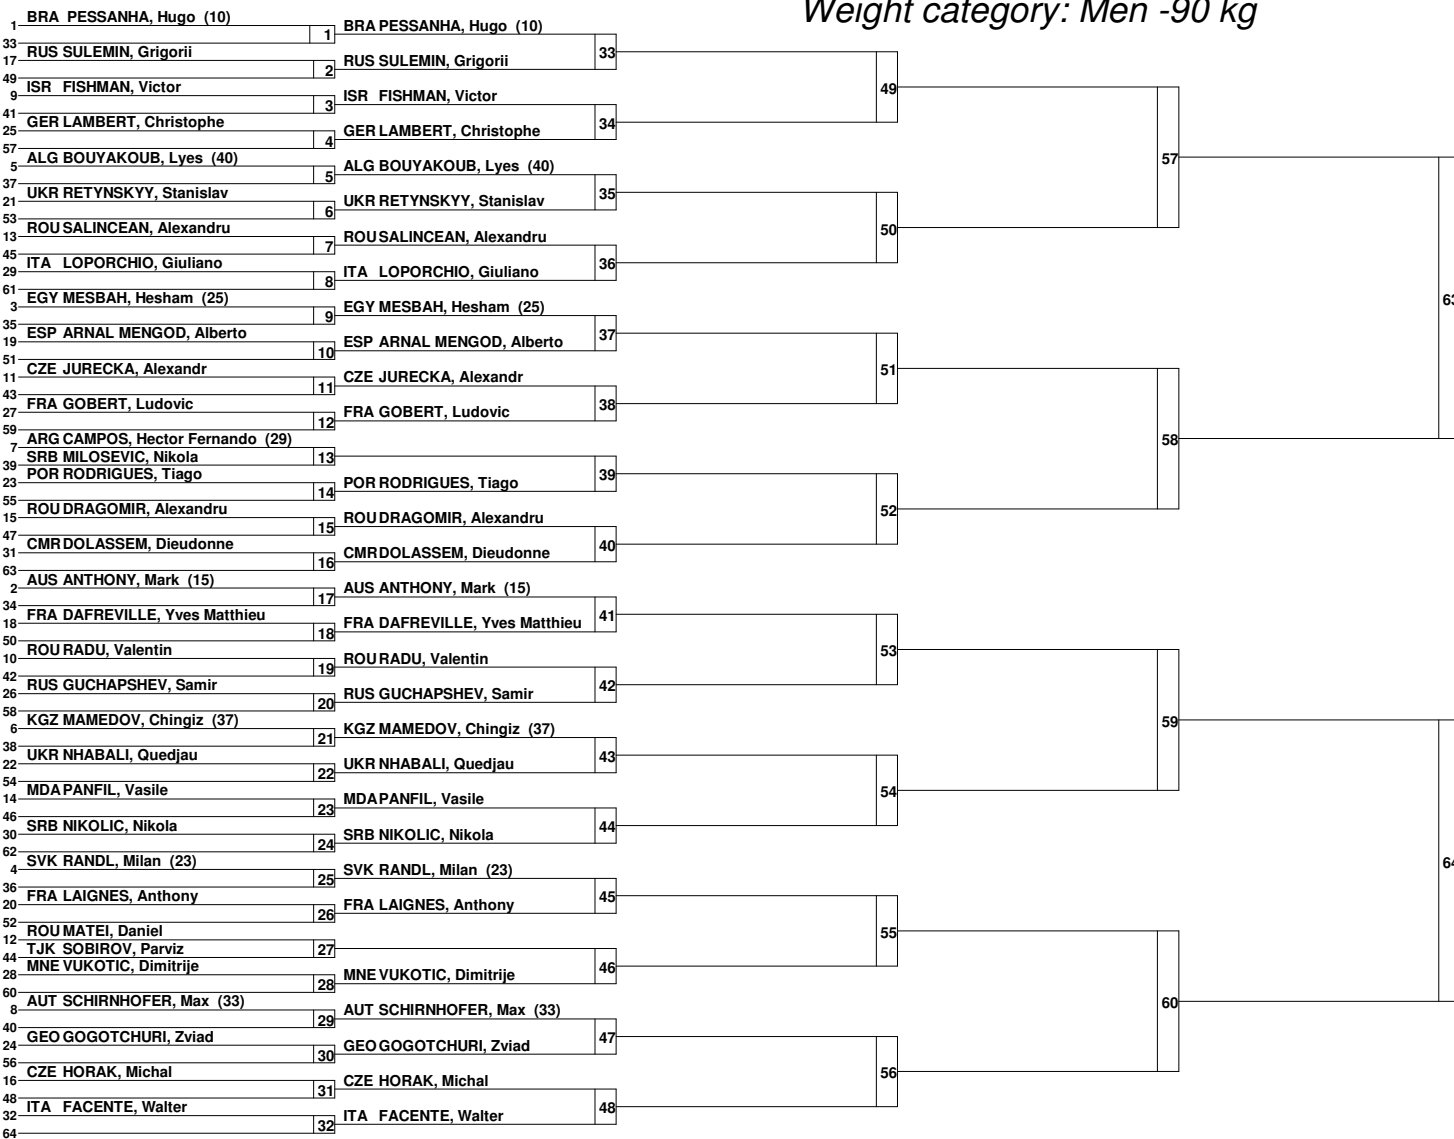 Weight category: Men -90 kg
BRA PESSANHA, Hugo (10)
1
1 BRA PESSANHA, Hugo (10)
33
RUS SULEMIN, Grigorii
33
17
2 RUS SULEMIN, Grigorii
49
ISR FISHMAN, Victor
49
9
3 ISR FISHMAN, Victor
41
GER LAMBERT, Christophe
34
25
4 GER LAMBERT, Christophe
57
ALG BOUYAKOUB, Lyes (40)
57
5
5 ALG BOUYAKOUB, Lyes (40)
37
UKR RETYNSKYY, Stanislav
35
21
6 UKR RETYNSKYY, Stanislav
53
ROU SALINCEAN, Alexandru
50
13
7 ROU SALINCEAN, Alexandru
45
ITA LOPORCHIO, Giuliano
36
29
8 ITA LOPORCHIO, Giuliano
61
EGY MESBAH, Hesham (25)
63
3
9 EGY MESBAH, Hesham (25)
35
ESP ARNAL MENGOD, Alberto
37
19
10 ESP ARNAL MENGOD, Alberto
51
CZE JURECKA, Alexandr
51
11
11 CZE JURECKA, Alexandr
43
FRA GOBERT, Ludovic
38
27
12 FRA GOBERT, Ludovic
59
ARG CAMPOS, Hector Fernando (29)
58
7
13
SRB MILOSEVIC, Nikola
39
39
POR RODRIGUES, Tiago
23
14 POR RODRIGUES, Tiago
55
ROU DRAGOMIR, Alexandru
52
15
15 ROU DRAGOMIR, Alexandru
47
CMR DOLASSEM, Dieudonne
40
31
16 CMR DOLASSEM, Dieudonne
63
AUS ANTHONY, Mark (15)
2
17 AUS ANTHONY, Mark (15)
34
FRA DAFREVILLE, Yves Matthieu
41
18
18 FRA DAFREVILLE, Yves Matthieu
50
ROU RADU, Valentin
53
10
19 ROU RADU, Valentin
42
RUS GUCHAPSHEV, Samir
42
26
20 RUS GUCHAPSHEV, Samir
58
KGZ MAMEDOV, Chingiz (37)
59
6
21 KGZ MAMEDOV, Chingiz (37)
38
UKR NHABALI, Quedjau
43
22
22 UKR NHABALI, Quedjau
54
MDA PANFIL, Vasile
54
14
23 MDA PANFIL, Vasile
46
SRB NIKOLIC, Nikola
44
30
24 SRB NIKOLIC, Nikola
62
SVK RANDL, Milan (23)
64
4
25 SVK RANDL, Milan (23)
36
FRA LAIGNES, Anthony
45
20
26 FRA LAIGNES, Anthony
52
ROU MATEI, Daniel
55
12
27
TJK SOBIROV, Parviz
44
MNE VUKOTIC, Dimitrije
46
28
28 MNE VUKOTIC, Dimitrije
60
AUT SCHIRNHOFER, Max (33)
60
8
29 AUT SCHIRNHOFER, Max (33)
40
GEO GOGOTCHURI, Zviad
47
24
30 GEO GOGOTCHURI, Zviad
56
CZE HORAK, Michal
56
16
31 CZE HORAK, Michal
48
ITA FACENTE, Walter
48
32
32 ITA FACENTE, Walter
64